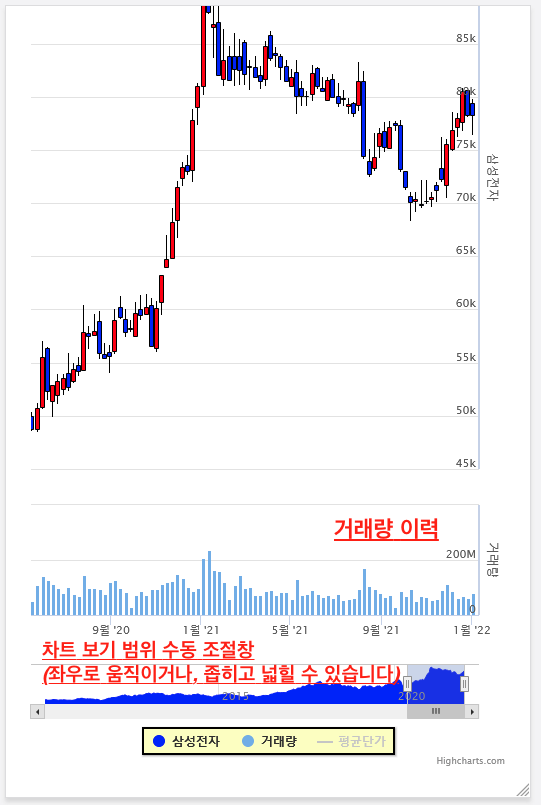 85k
80k
75k
삼성전자
70k
65k
60k
55k
50k
45k
거래량 이력
200M
거래량
0
9월 '20
1월 '21
5월 '21
9월 '21
1월 '22
차트 보기 범위 수동 조절창
(좌우로 움직이거나, 좁히고 넓힐 수 있습니다)
2015
2020
삼성전자 거래량 평균단가
Highcharts.com